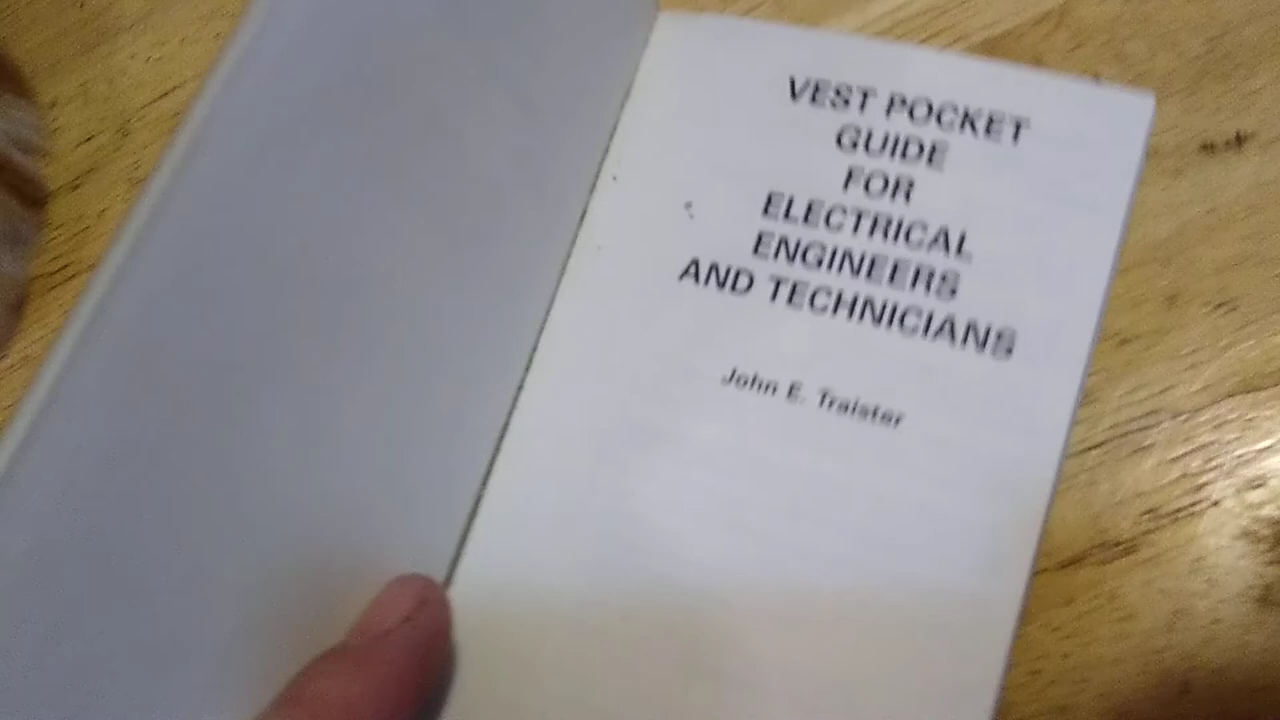 VEST POCKET
GUIDE
FOR
ELECTRICAL
ENGINEERS
AND TECHNICIANS
John E. Traister